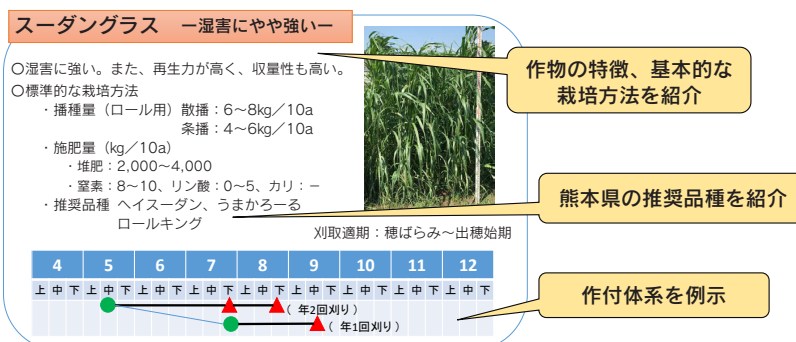 スーダングラス －湿害にやや強い－
〇湿害に強い。また、再生力が高く、収量性も高い。
〇標準的な栽培方法
・播種量（ロール用）散播：6～8kg／10a
条播：4～6kg／10a
・施肥量（kg／10a）
・堆肥：2,000～4,000
・窒素：8～10、リン酸：0～5、カリ：－
・推奨品種 ヘイスーダン、うまかろーる
ロールキング
刈取適期：穂ばらみ～出穂始期
作物の特徴、基本的な
栽培方法を紹介
熊本県の推奨品種を紹介
4 5 6 7 8 9 10 11 12
上 中 下 上 中 下 上 中 下 上 中 下 上 中 下 上 中 下 上 中 下 上 中 下 上 中 下
（ 年2回刈り）
（ 年1回刈り）
作付体系を例示